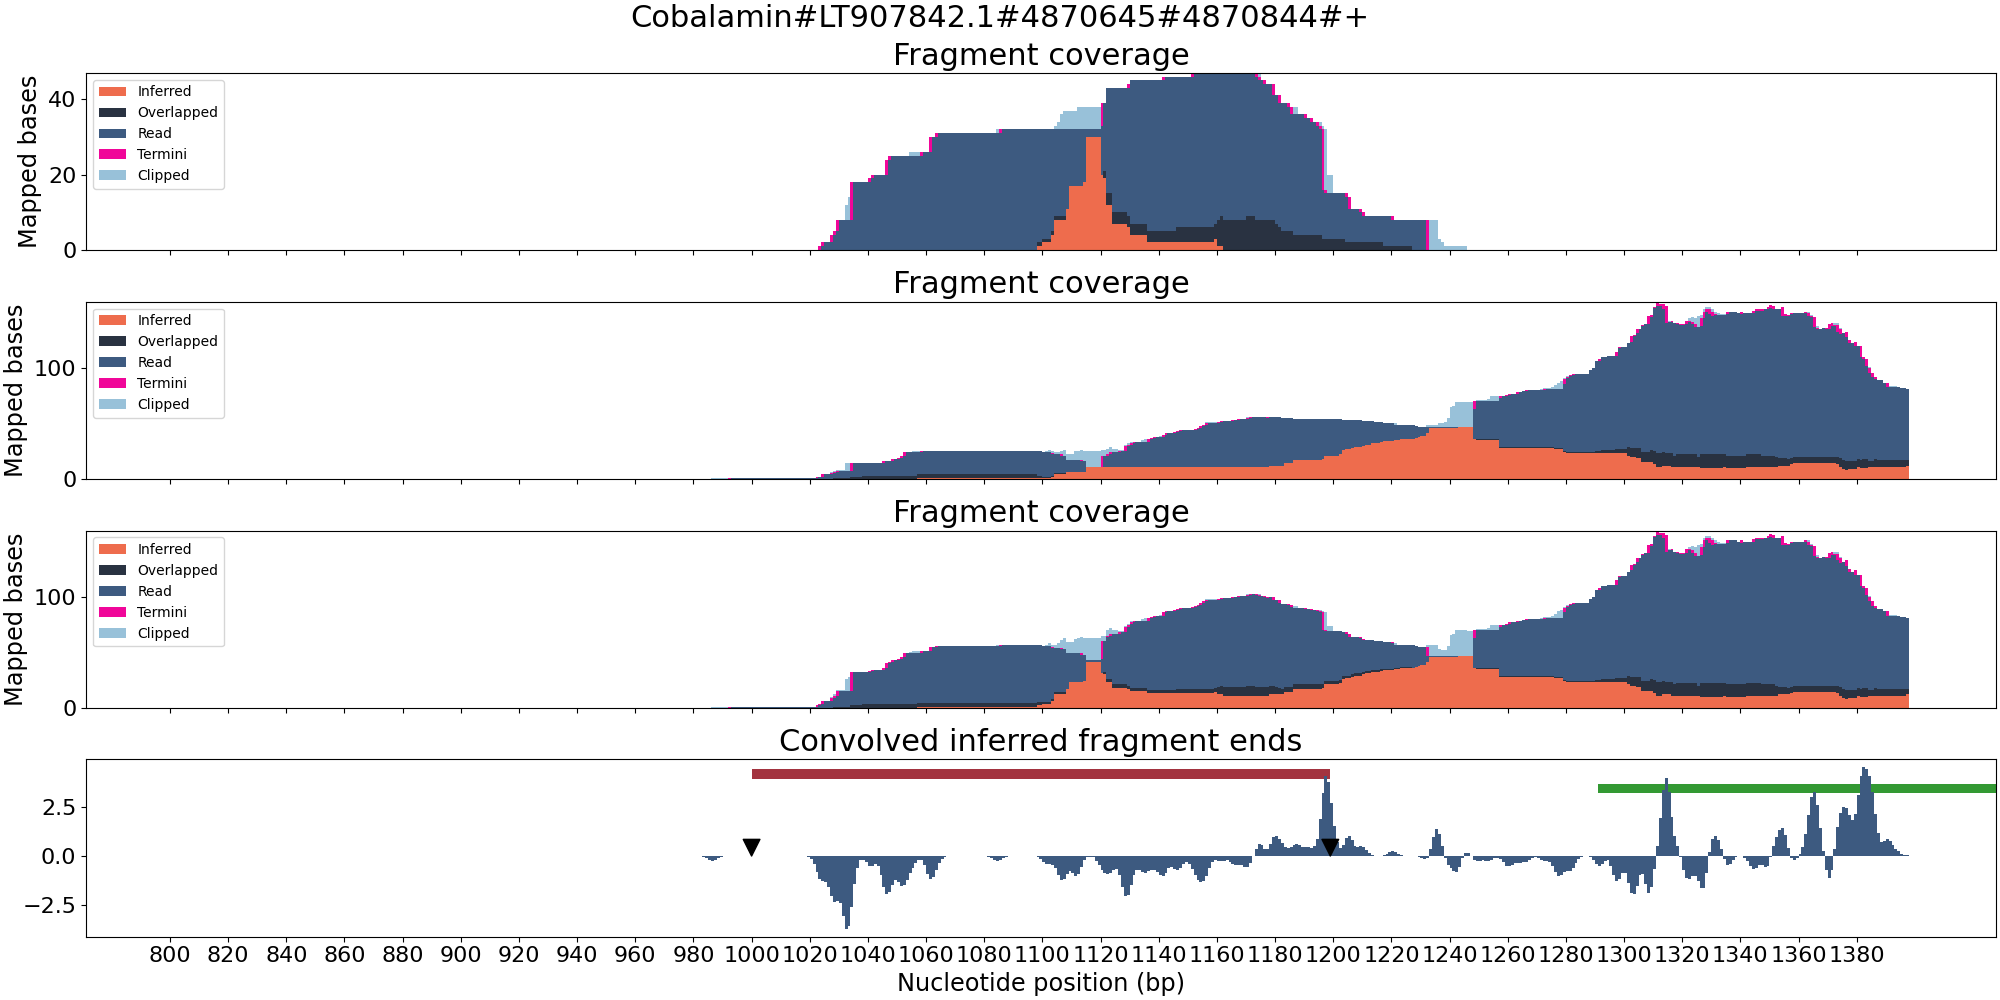 Cobalamin#LT907842.1#4870645#4870844#+
Fragment coverage
Mapped bases
40
20
0
Inferred
Overlapped
Read
Termini
Clipped
Fragment coverage
Mapped bases
100
0
Inferred
Overlapped
Read
Termini
Clipped
Fragment coverage
Mapped bases
100
0
Inferred
Overlapped
Read
Termini
Clipped
Convolved inferred fragment ends
2.5
0.0
−2.5
800 820 840 860 880 900 920 940 960 980 1000 1020 1040 1060 1080 1100 1120 1140 1160 1180 1200 1220 1240 1260 1280 1300 1320 1340 1360 1380
Nucleotide position (bp)